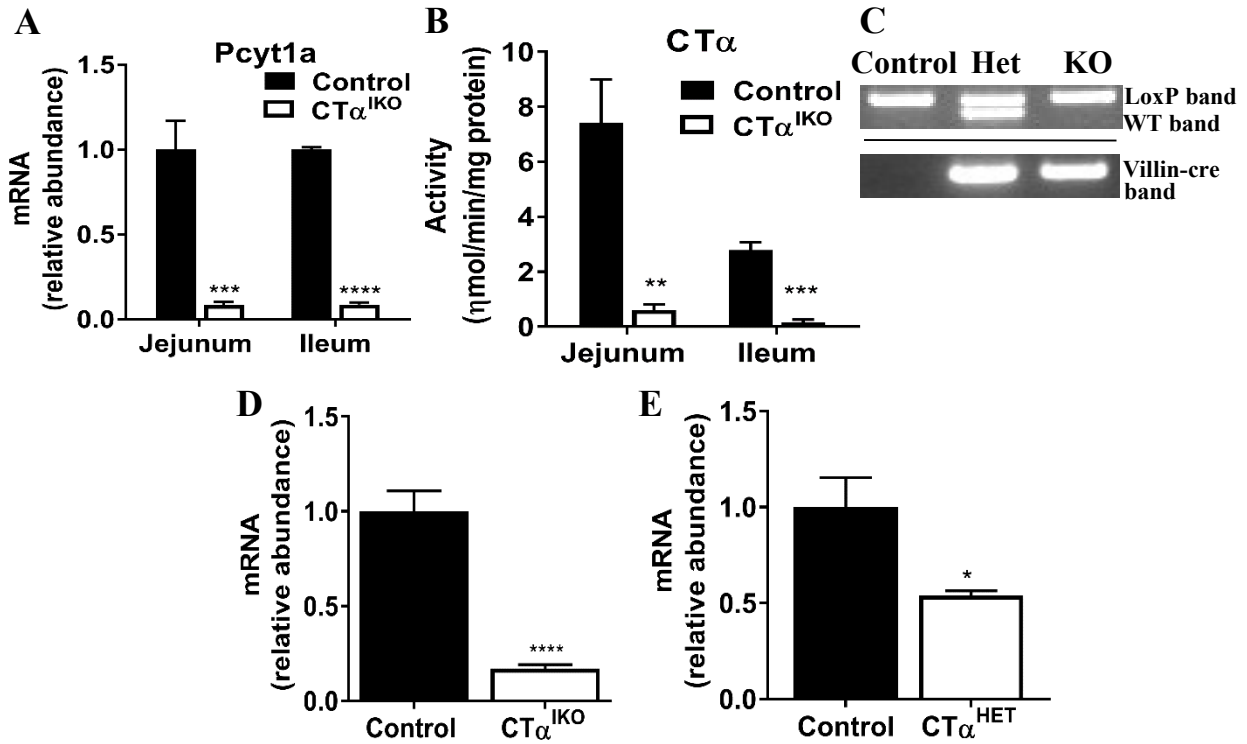 A
Pcyt1a
Control
CTα^IKO
mRNA
(relative abundance)
1.5
1.0
0.5
0.0
***
****
Jejunum
Ileum
B
CTα
Control
CTα^IKO
Activity
(ηmol/min/mg protein)
10
8
6
4
2
0
**
***
Jejunum
Ileum
C
Control Het KO
LoxP band
WT band
Villin-cre
band
D
mRNA
(relative abundance)
1.5
1.0
0.5
0.0
****
Control
CTα^IKO
E
mRNA
(relative abundance)
1.5
1.0
0.5
0.0
*
Control
CTα^HET